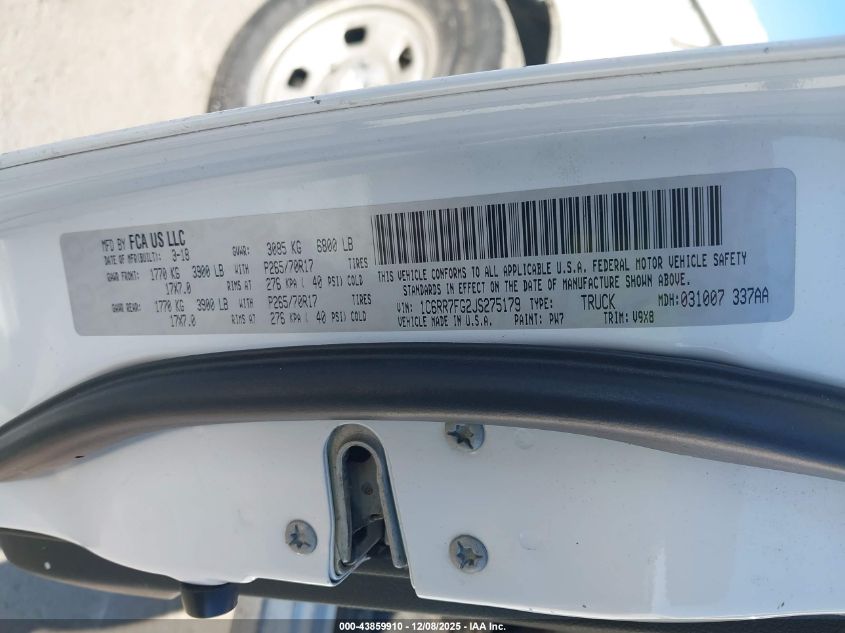 MFD BY FCA US LLC
DATE OF MFR(BUILT): 3-18 GVWR: 3085 KG 6800 LB
GAWR FRONT: 1770 KG 3900 LB WITH P265/70R17 TIRES
17X7.0 RIMS AT 276 KPA ( 40 PSI) COLD
GAWR REAR: 1770 KG 3900 LB WITH P265/70R17 TIRES
17X7.0 RIMS AT 276 KPA ( 40 PSI) COLD
THIS VEHICLE CONFORMS TO ALL APPLICABLE U.S.A. FEDERAL MOTOR VEHICLE SAFETY
STANDARDS IN EFFECT ON THE DATE OF MANUFACTURE SHOWN ABOVE.
VIN: 1C6RR7FG2JS275179 TYPE: TRUCK MDH:031007 337AA
VEHICLE MADE IN U.S.A. PAINT: PW7 TRIM: V9X8
000-43859910 - 12/08/2025 - IAA Inc.